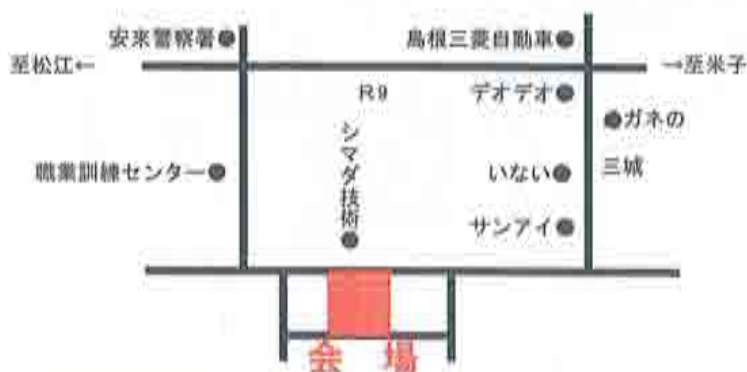 安来警察署●
島根三菱自動車●
至松江←
→至米子
R9
デオデオ●
●ガネの
三城
シマダ技術●
職業訓練センター●
いない●
サンアイ●
会場